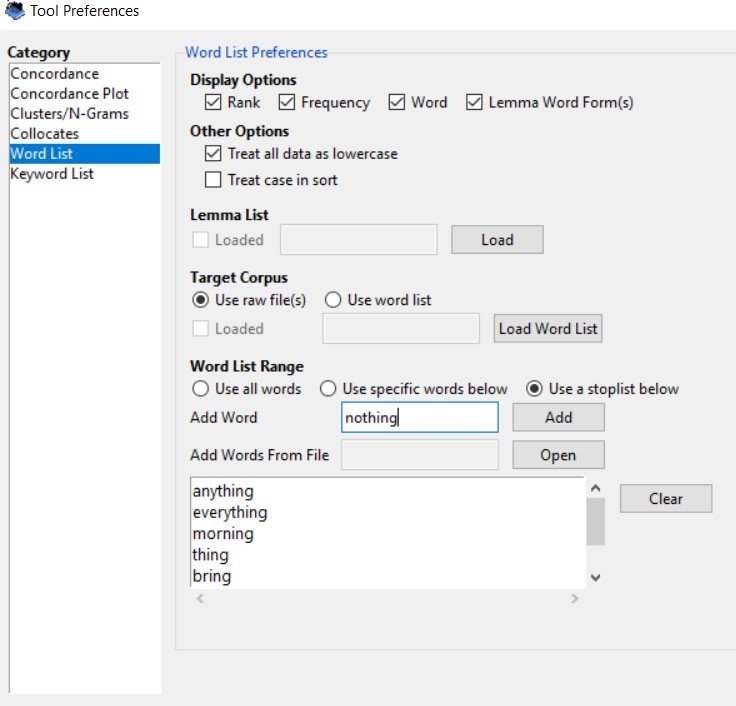 Tool Preferences
Category
Concordance
Concordance Plot
Clusters/N-Grams
Collocates
Word List
Keyword List
Word List Preferences
Display Options
Rank Frequency Word Lemma Word Form(s)
Other Options
Treat all data as lowercase
Treat case in sort
Lemma List
Loaded Load
Target Corpus
Use raw file(s) Use word list
Loaded Load Word List
Word List Range
Use all words Use specific words below Use a stoplist below
Add Word nothing Add
Add Words From File Open
anything
everything
morning
thing
bring
Clear